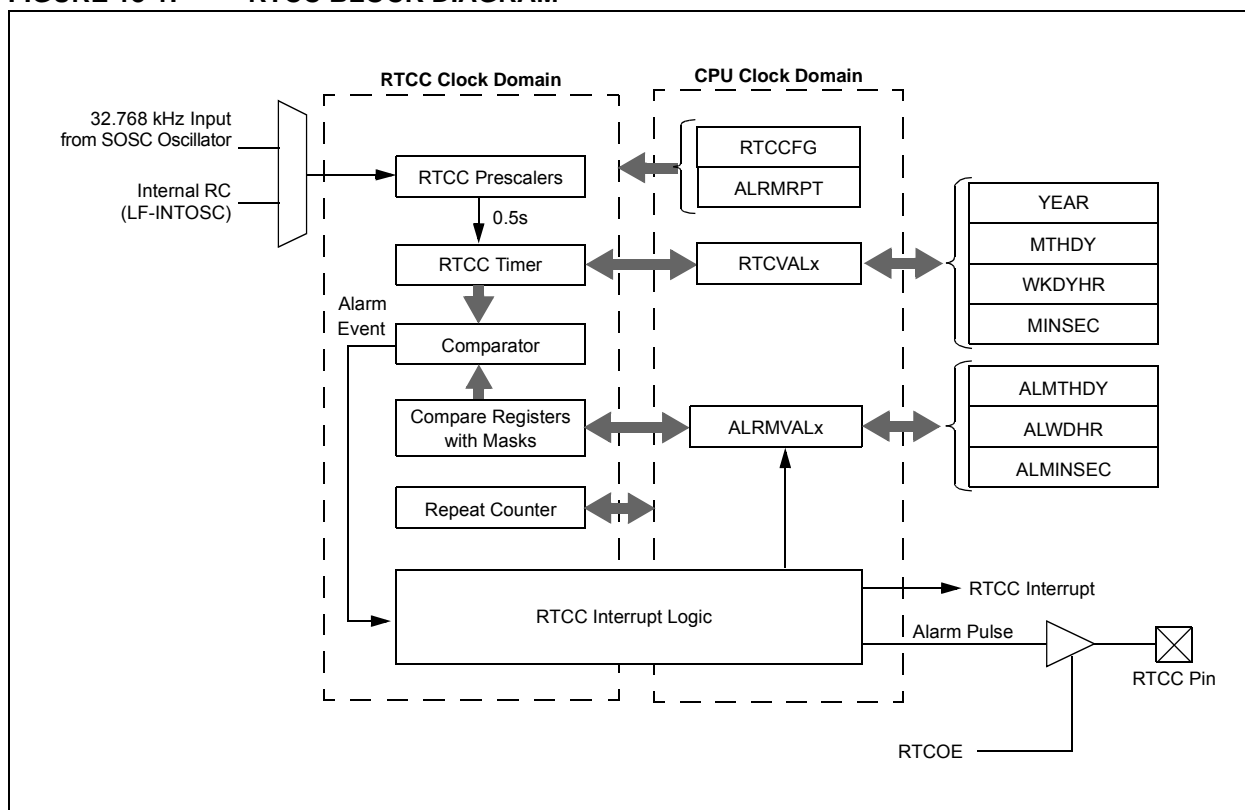 RTCC Clock Domain
CPU Clock Domain
32.768 kHz Input
from SOSC Oscillator
Internal RC
(LF-INTOSC)
RTCC Prescalers
0.5s
RTCC Timer
Alarm
Event
Comparator
Compare Registers
with Masks
Repeat Counter
RTCCFG
ALRMRPT
RTCVALx
ALRMVALx
YEAR
MTHDY
WKDYHR
MINSEC
ALMTHDY
ALWDHR
ALMINSEC
RTCC Interrupt Logic
RTCC Interrupt
Alarm Pulse
RTCC Pin
RTCOE